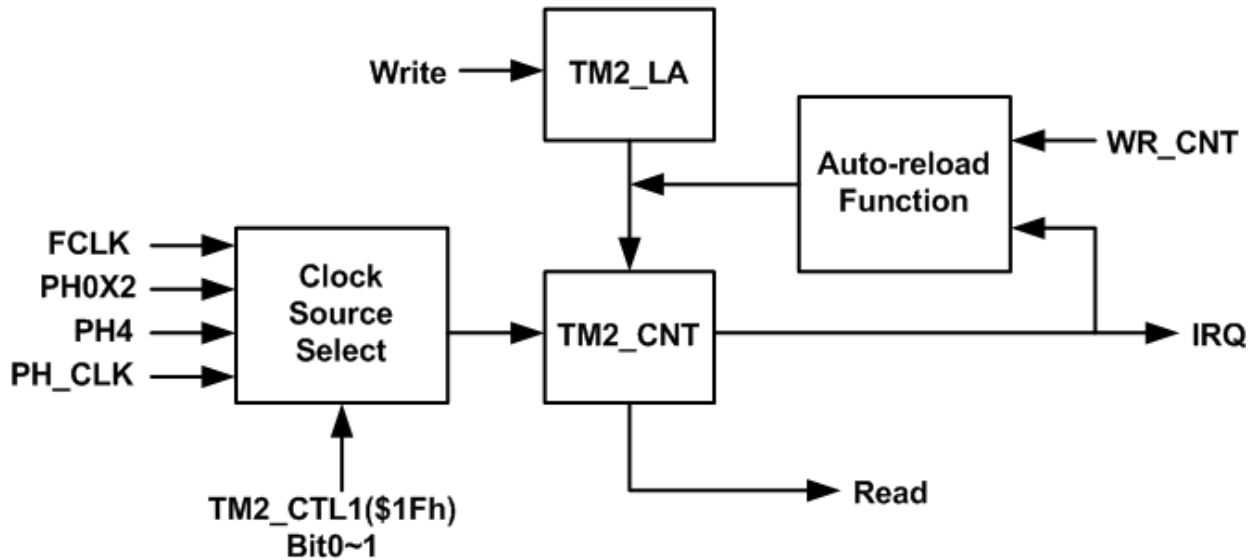 Write
TM2_LA
Auto-reload
Function
WR_CNT
FCLK
PH0X2
PH4
PH_CLK
Clock
Source
Select
TM2_CNT
IRQ
Read
TM2_CTL1($1Fh)
Bit0~1